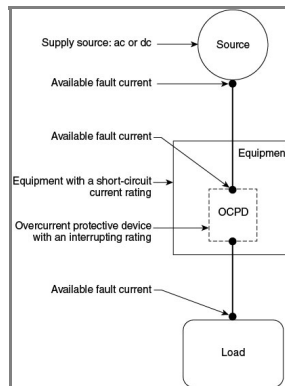 Supply source: ac or dc
Source
Available fault current
Available fault current
Equipmen
Equipment with a short-circuit
current rating
OCPD
Overcurrent protective device
with an interrupting rating
Available fault current
Load